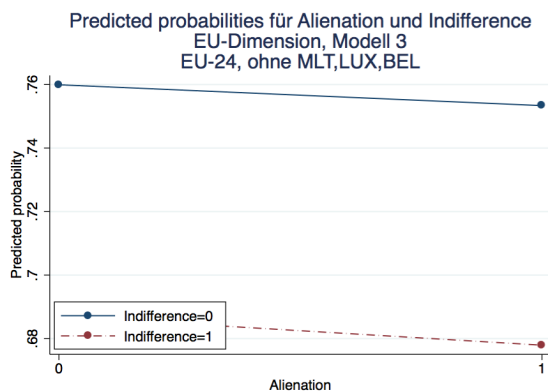 Predicted probabilities für Alienation und Indifference
EU-Dimension, Modell 3
EU-24, ohne MLT,LUX,BEL
Predicted probability
.76
.74
.72
.7
.68
Indifference=0
Indifference=1
0
1
Alienation